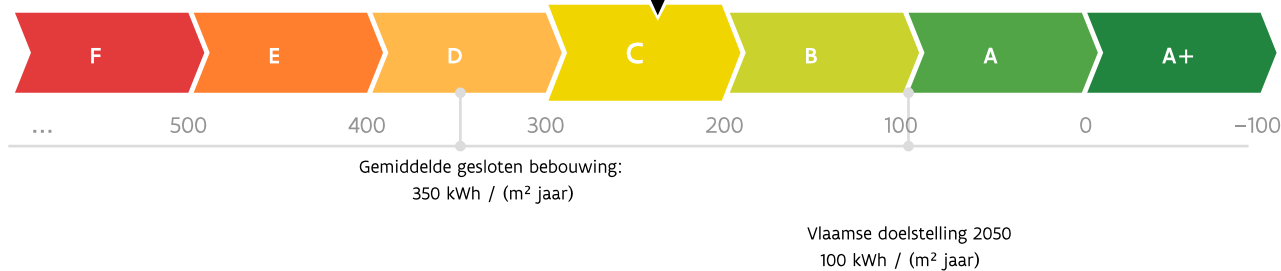 F E D C B A A+
... 500 400 300 200 100 0 −100
Gemiddelde gesloten bebouwing:
350 kWh / (m² jaar)
Vlaamse doelstelling 2050
100 kWh / (m² jaar)